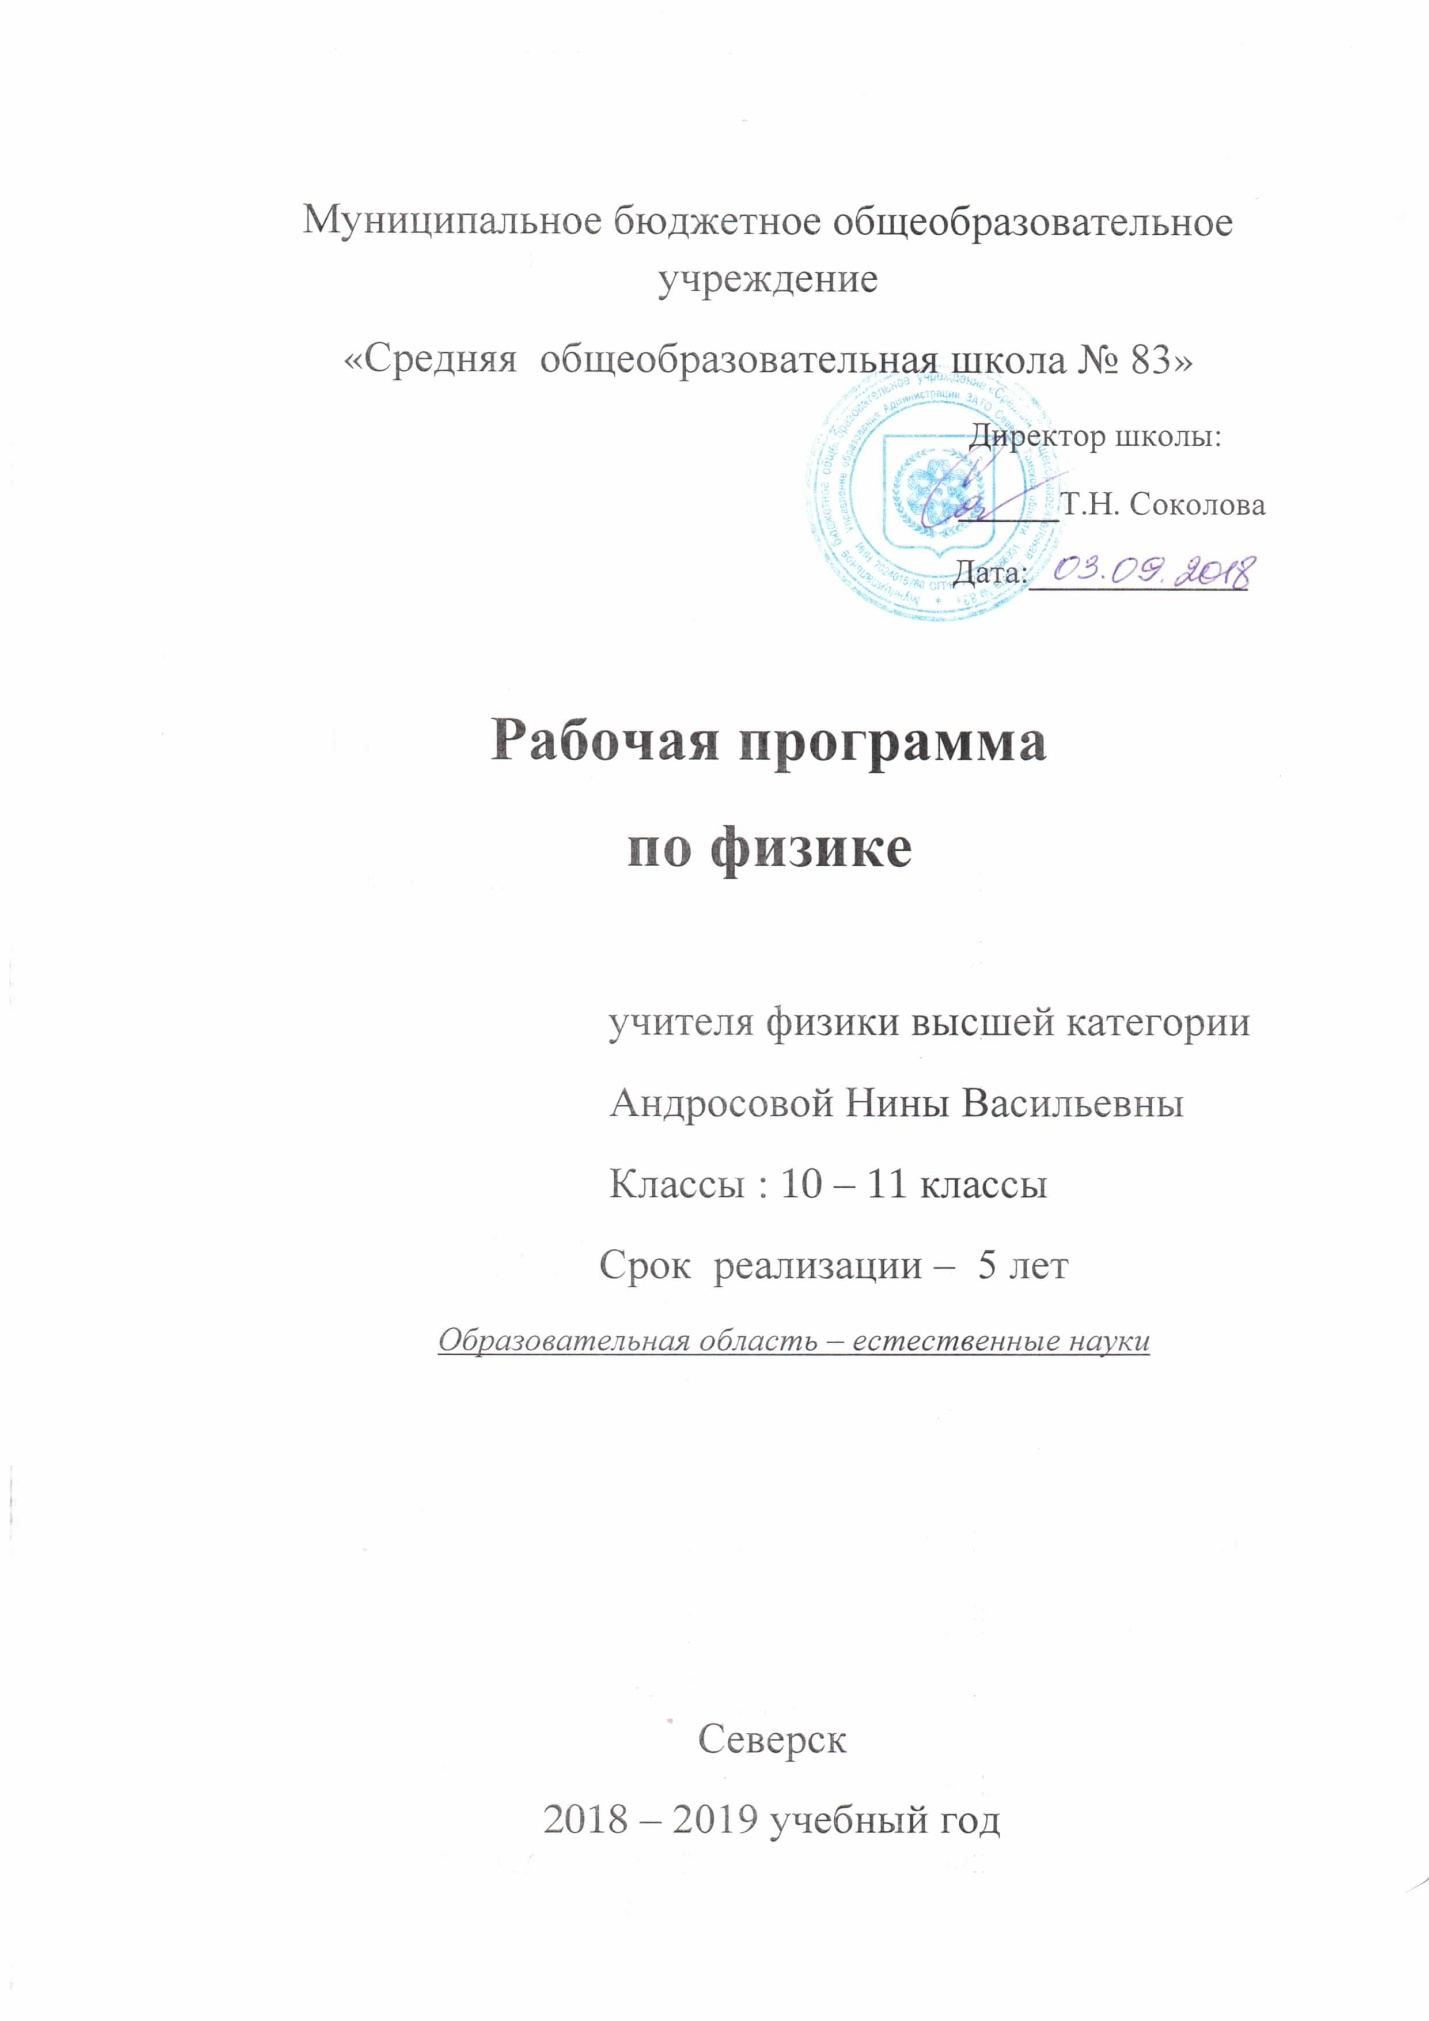 Муниципальное бюджетное общеобразовательное
учреждение
«Средняя общеобразовательная школа № 83»
Директор школы:
Т.Н. Соколова
Дата: 03.09.2018
Рабочая программа
по физике
учителя физики высшей категории
Андросовой Нины Васильевны
Классы : 10 – 11 классы
Срок реализации – 5 лет
Образовательная область – естественные науки
Северск
2018 – 2019 учебный год